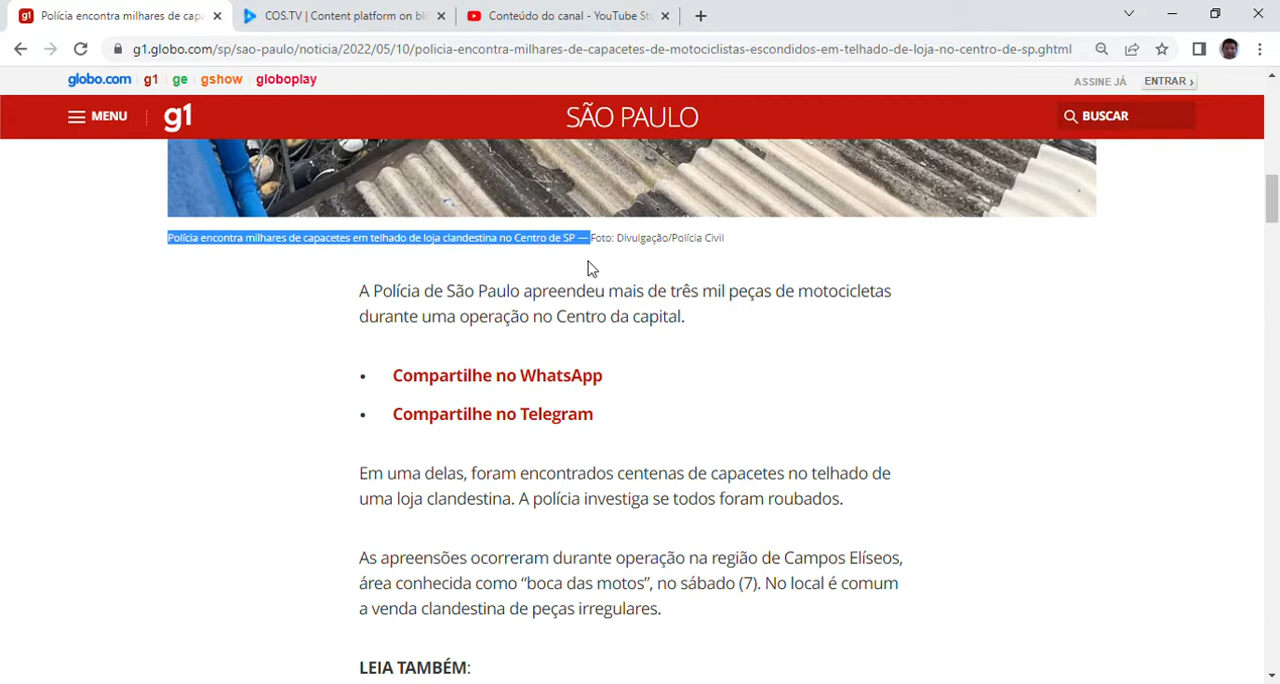 Polícia encontra milhares de capa
COS.TV | Content platform on bl
Conteúdo do canal - YouTube St
g1.globo.com/sp/sao-paulo/noticia/2022/05/10/policia-encontra-milhares-de-capacetes-de-motociclistas-escondidos-em-telhado-de-loja-no-centro-de-sp.ghtml
globo.com g1 ge gshow globoplay ASSINE JÁ ENTRAR ›
MENU g1 SÃO PAULO BUSCAR
Polícia encontra milhares de capacetes em telhado de loja clandestina no Centro de SP — Foto: Divulgação/Polícia Civil
A Polícia de São Paulo apreendeu mais de três mil peças de motocicletas
durante uma operação no Centro da capital.
• Compartilhe no WhatsApp
• Compartilhe no Telegram
Em uma delas, foram encontrados centenas de capacetes no telhado de
uma loja clandestina. A polícia investiga se todos foram roubados.
As apreensões ocorreram durante operação na região de Campos Elíseos,
área conhecida como “boca das motos”, no sábado (7). No local é comum
a venda clandestina de peças irregulares.
LEIA TAMBÉM: